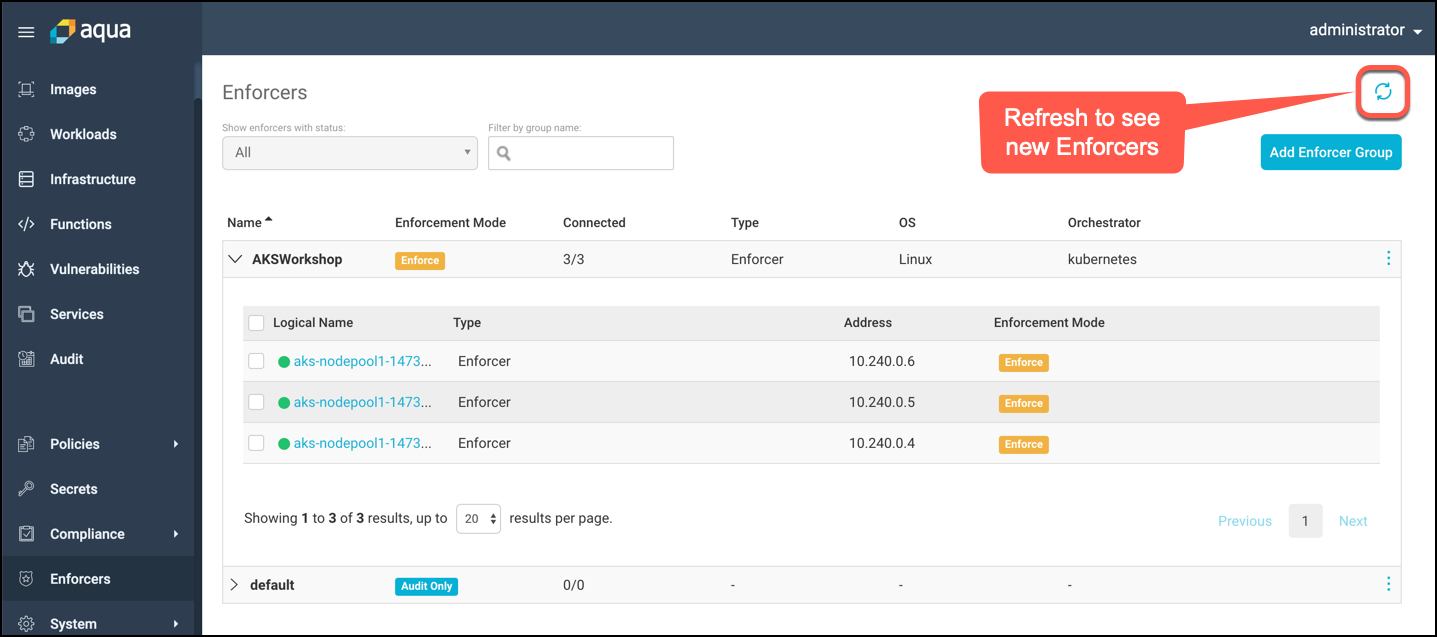 aqua
administrator
Images
Workloads
Infrastructure
Functions
Vulnerabilities
Services
Audit
Policies
Secrets
Compliance
Enforcers
System
Enforcers
Refresh to see
new Enforcers
Show enforcers with status:
Filter by group name:
All
Add Enforcer Group
Name Enforcement Mode Connected Type OS Orchestrator
AKSWorkshop Enforce 3/3 Enforcer Linux kubernetes
Logical Name Type Address Enforcement Mode
aks-nodepool1-1473... Enforcer 10.240.0.6 Enforce
aks-nodepool1-1473... Enforcer 10.240.0.5 Enforce
aks-nodepool1-1473... Enforcer 10.240.0.4 Enforce
Showing 1 to 3 of 3 results, up to 20 results per page.
Previous 1 Next
default Audit Only 0/0 - - -